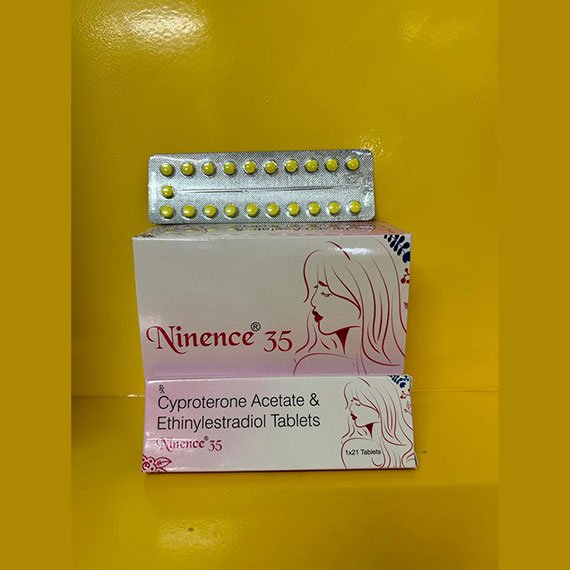 Ninence® 35
℞
Cyproterone Acetate &
Ethinylestradiol Tablets
Ninence® 35
1x21 Tablets